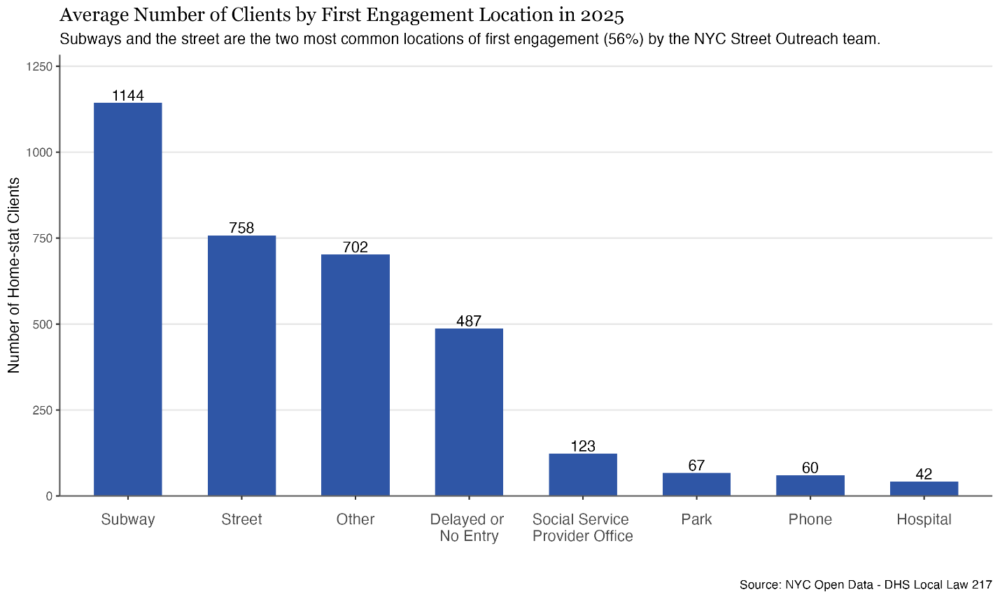 Average Number of Clients by First Engagement Location in 2025
Subways and the street are the two most common locations of first engagement (56%) by the NYC Street Outreach team.
Number of Home-stat Clients
1250
1000
750
500
250
0
1144
758
702
487
123
67
60
42
Subway
Street
Other
Delayed or
No Entry
Social Service
Provider Office
Park
Phone
Hospital
Source: NYC Open Data - DHS Local Law 217